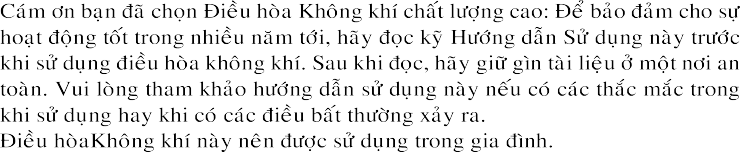 Cám ơn bạn đã chọn Điều hòa Không khí chất lượng cao: Để bảo đảm cho sự
hoạt động tốt trong nhiều năm tới, hãy đọc kỹ Hướng dẫn Sử dụng này trước
khi sử dụng điều hòa không khí. Sau khi đọc, hãy giữ gìn tài liệu ở một nơi an
toàn. Vui lòng tham khảo hướng dẫn sử dụng này nếu có các thắc mắc trong
khi sử dụng hay khi có các điều bất thường xảy ra.
Điều hòaKhông khí này nên được sử dụng trong gia đình.